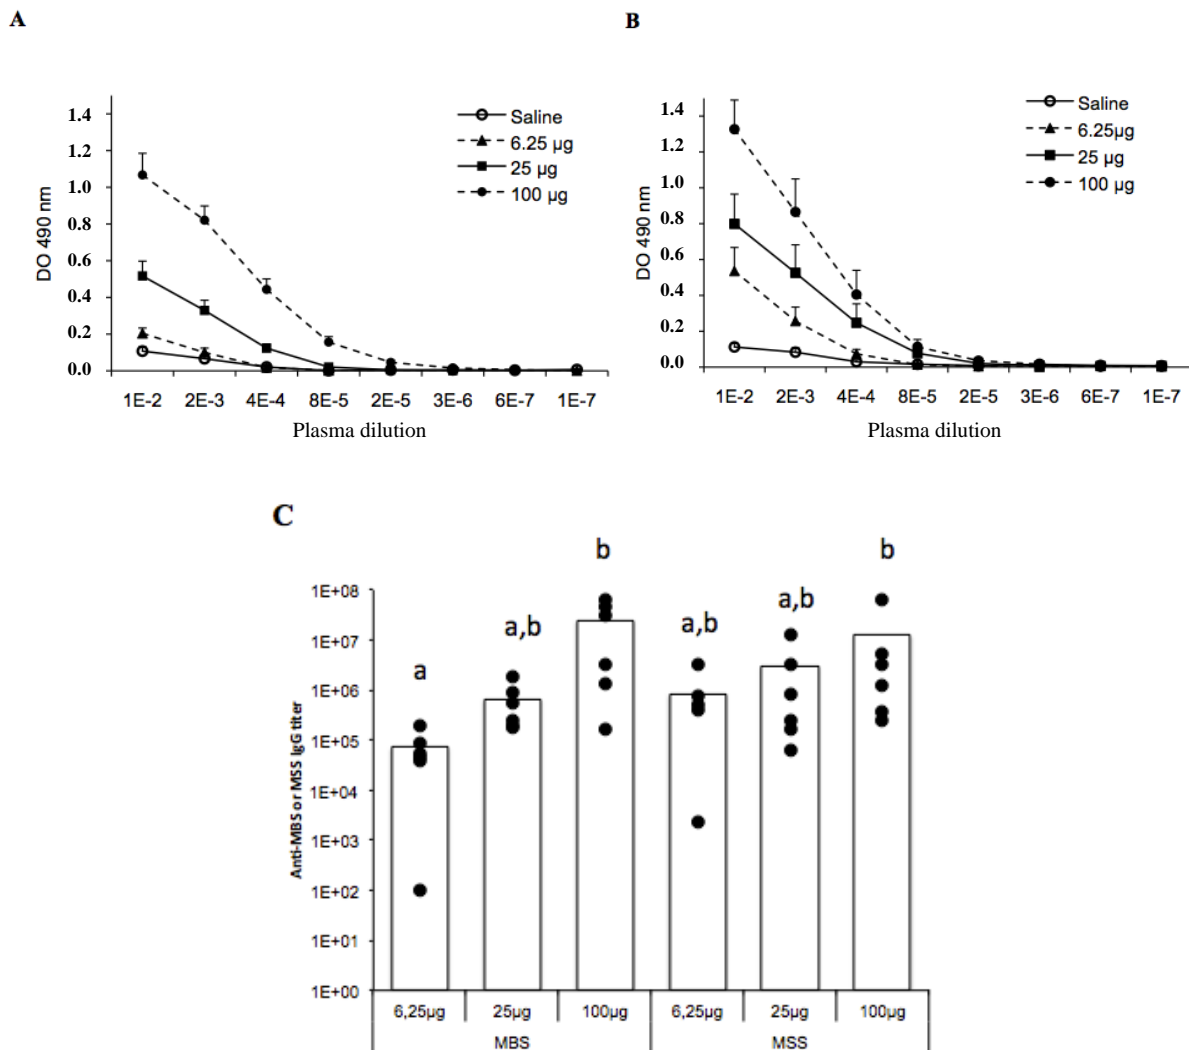 A
B
1.4
1.2
1.0
0.8
0.6
0.4
0.2
0.0
DO 490 nm
Saline
6.25 µg
25 µg
100 µg
1E-2 2E-3 4E-4 8E-5 2E-5 3E-6 6E-7 1E-7
Plasma dilution
1.4
1.2
1.0
0.8
0.6
0.4
0.2
0.0
DO 490 nm
Saline
6.25µg
25 µg
100 µg
1E-2 2E-3 4E-4 8E-5 2E-5 3E-6 6E-7 1E-7
Plasma dilution
C
Anti-MBS or MSS IgG titer
1E+08
1E+07
1E+06
1E+05
1E+04
1E+03
1E+02
1E+01
1E+00
a
a,b
b
a,b
a,b
b
6,25µg 25µg 100µg 6,25µg 25µg 100µg
MBS MSS